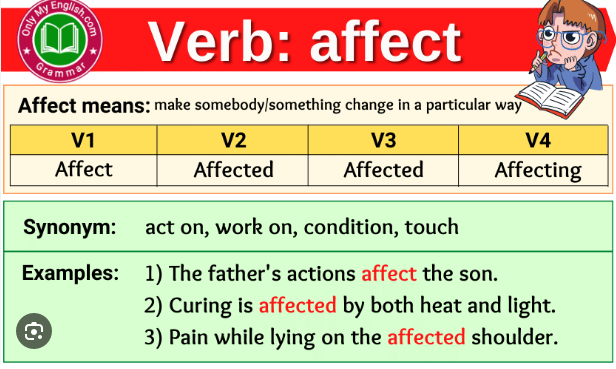 Only My English.com
Grammar
Verb: affect
Affect means: make somebody/something change in a particular way
V1 V2 V3 V4
Affect Affected Affected Affecting
Synonym: act on, work on, condition, touch
Examples: 1) The father's actions affect the son.
2) Curing is affected by both heat and light.
3) Pain while lying on the affected shoulder.